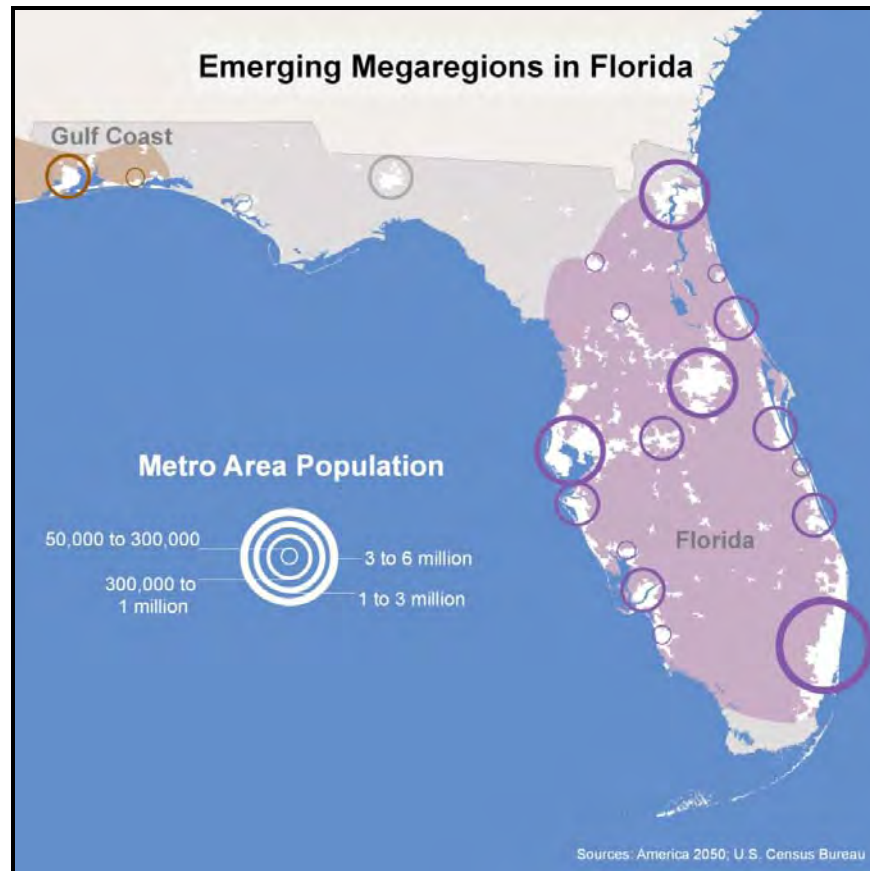 Emerging Megaregions in Florida
Gulf Coast
Metro Area Population
50,000 to 300,000
3 to 6 million
300,000 to
1 million
1 to 3 million
Florida
Sources: America 2050; U.S. Census Bureau